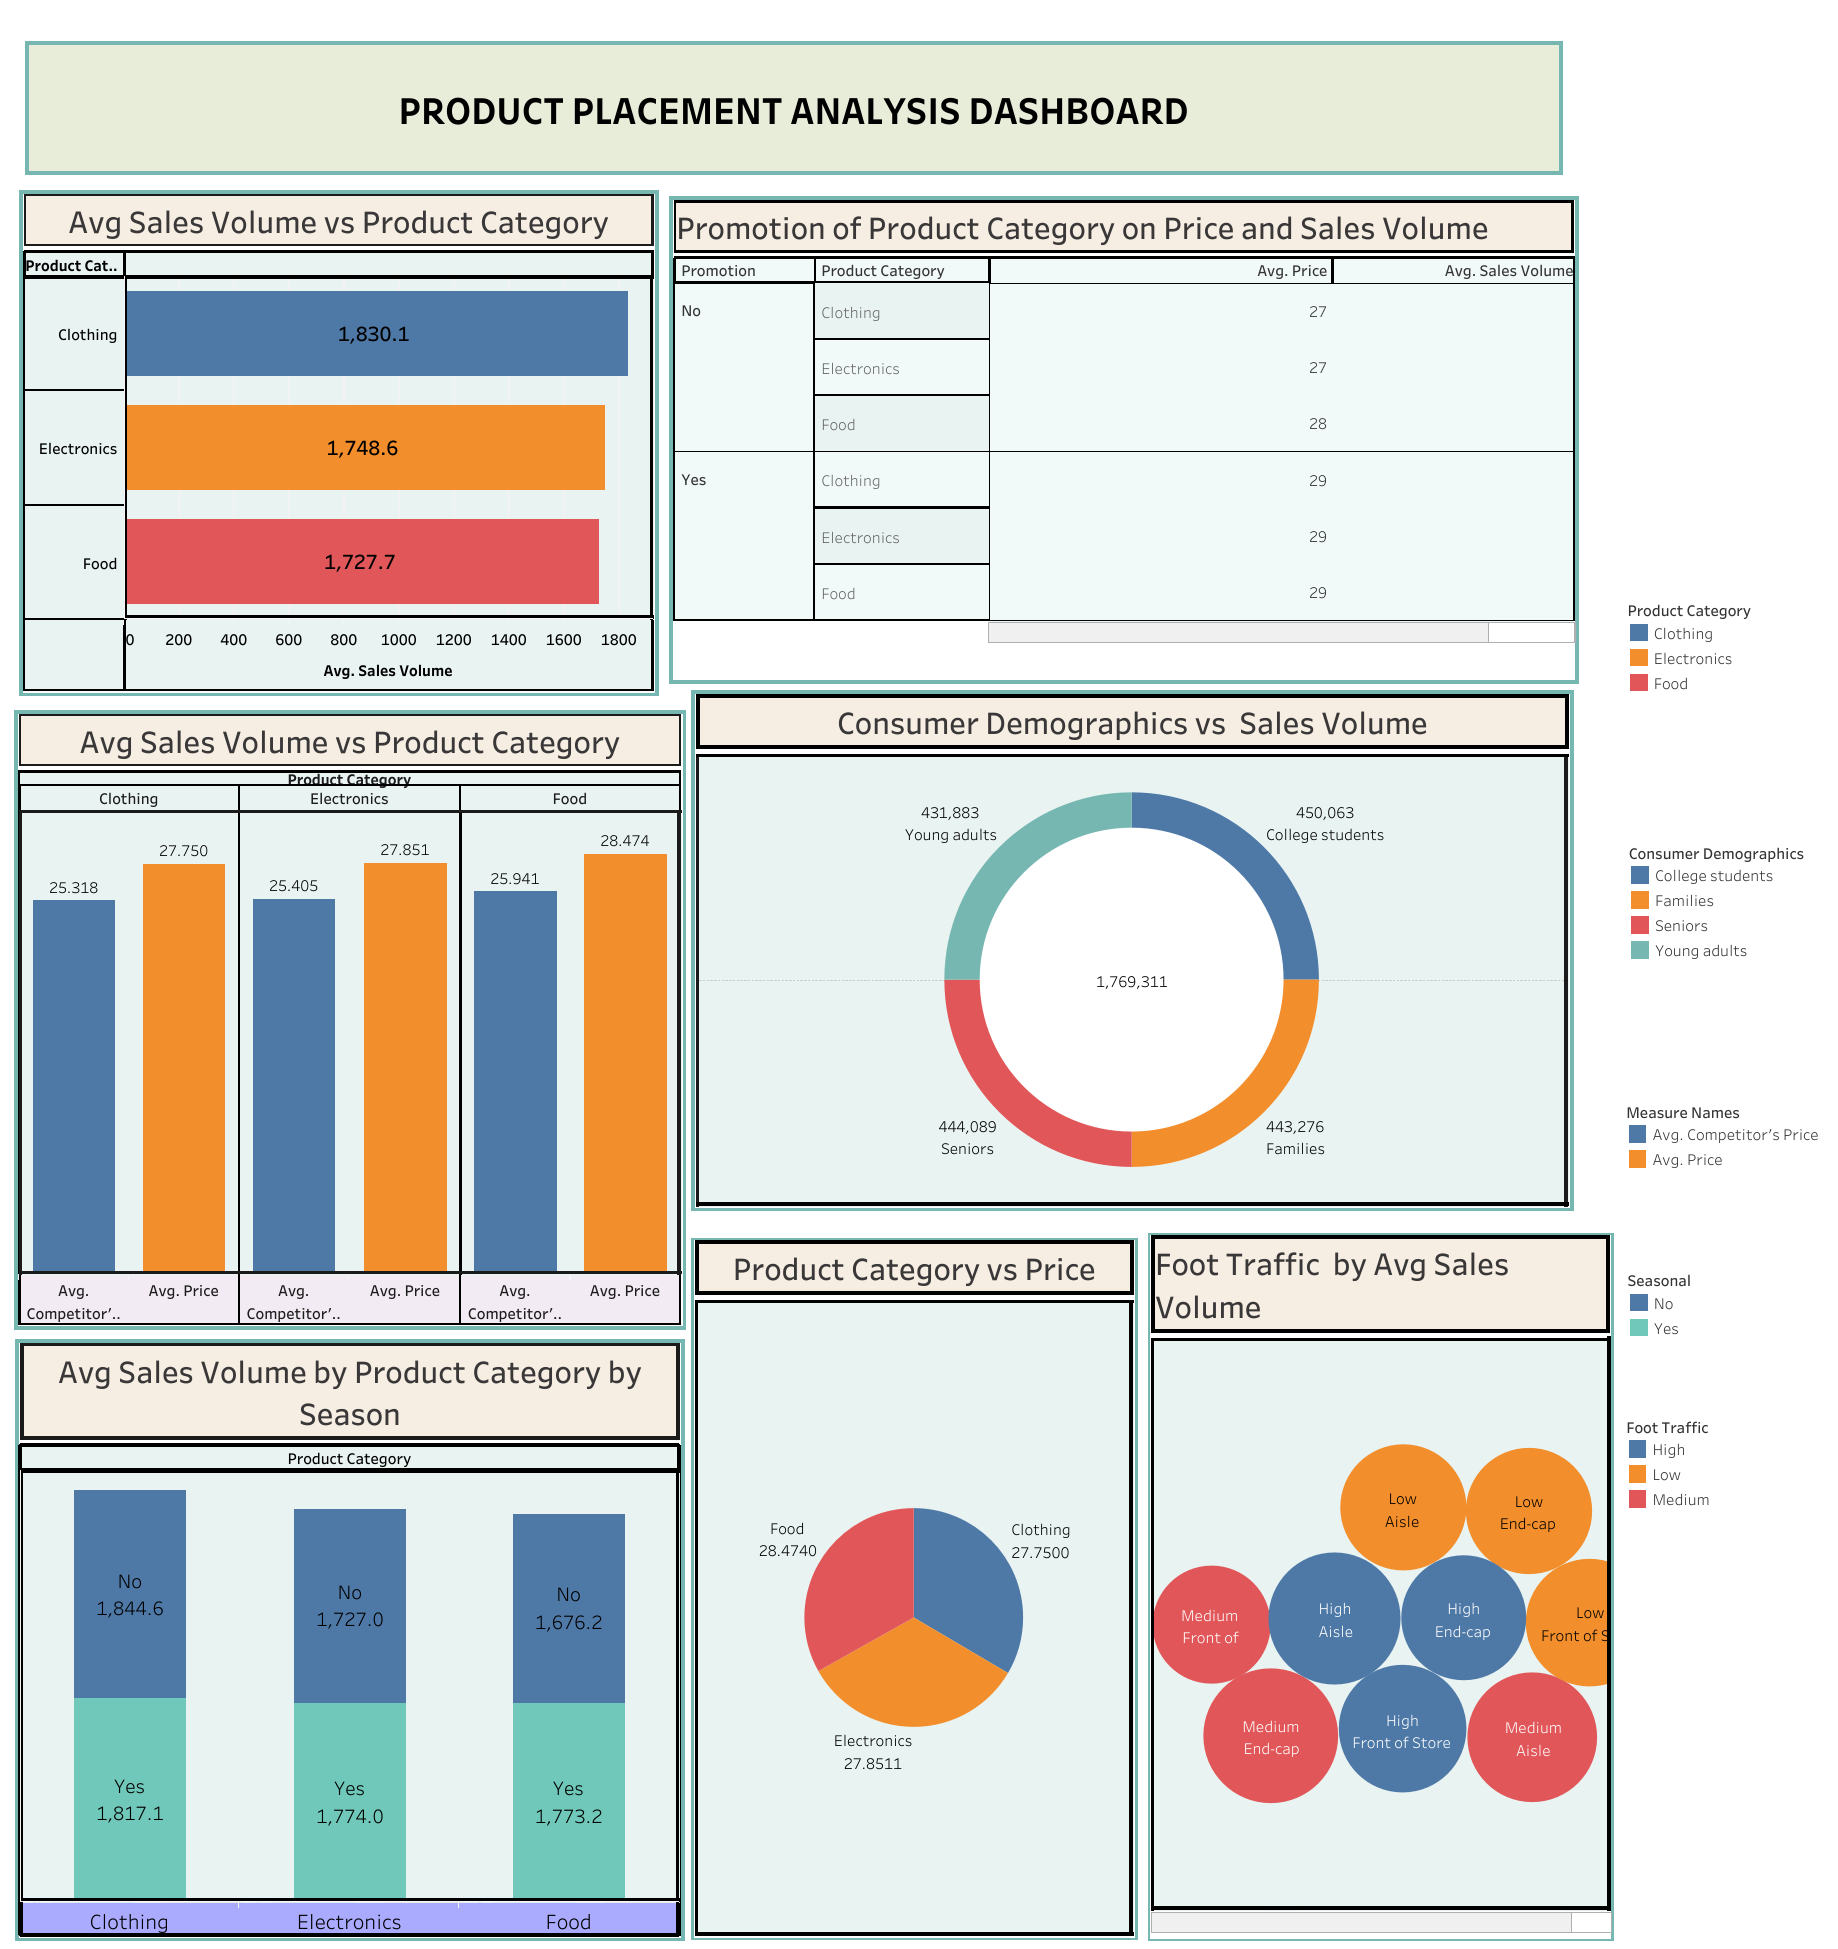 PRODUCT PLACEMENT ANALYSIS DASHBOARD
Avg Sales Volume vs Product Category
Product Cat..
Clothing
1,830.1
Electronics
1,748.6
Food
1,727.7
0 200 400 600 800 1000 1200 1400 1600 1800
Avg. Sales Volume
Promotion of Product Category on Price and Sales Volume
Promotion Product Category Avg. Price Avg. Sales Volume
No Clothing 27
Electronics 27
Food 28
Yes Clothing 29
Electronics 29
Food 29
Product Category
Clothing
Electronics
Food
Avg Sales Volume vs Product Category
Product Category
Clothing Electronics Food
25.318 27.750 25.405 27.851 25.941 28.474
Avg. Avg. Price Avg. Avg. Price Avg. Avg. Price
Competitor'.. Competitor'.. Competitor'..
Consumer Demographics vs Sales Volume
431,883
Young adults
450,063
College students
1,769,311
444,089
Seniors
443,276
Families
Consumer Demographics
College students
Families
Seniors
Young adults
Measure Names
Avg. Competitor's Price
Avg. Price
Avg Sales Volume by Product Category by
Season
Product Category
No
1,844.6
No
1,727.0
No
1,676.2
Yes
1,817.1
Yes
1,774.0
Yes
1,773.2
Clothing Electronics Food
Product Category vs Price
Food
28.4740
Clothing
27.7500
Electronics
27.8511
Foot Traffic by Avg Sales
Volume
Low
Aisle
Low
End-cap
Medium
Front of
High
Aisle
High
End-cap
Low
Front of S
Medium
End-cap
High
Front of Store
Medium
Aisle
Seasonal
No
Yes
Foot Traffic
High
Low
Medium